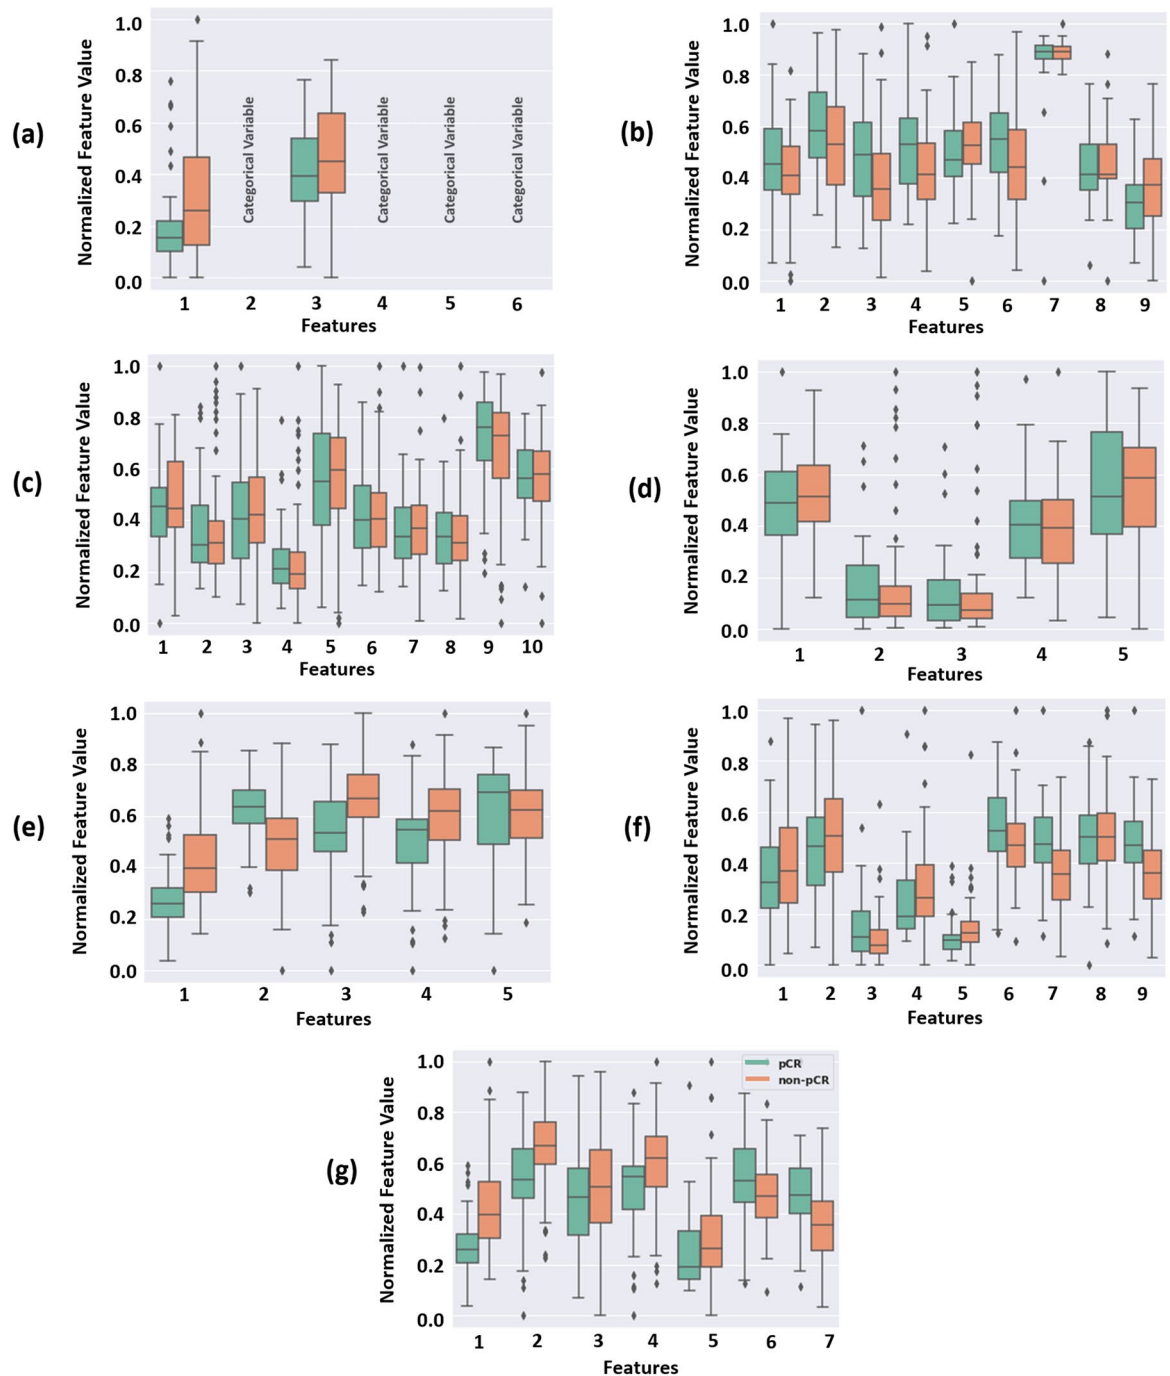 (a)
Normalized Feature Value
1.0
0.8
0.6
0.4
0.2
0.0
Categorical Variable
Categorical Variable
Categorical Variable
Categorical Variable
1 2 3 4 5 6
Features
(b)
Normalized Feature Value
1.0
0.8
0.6
0.4
0.2
0.0
1 2 3 4 5 6 7 8 9
Features
(c)
Normalized Feature Value
1.0
0.8
0.6
0.4
0.2
0.0
1 2 3 4 5 6 7 8 9 10
Features
(d)
Normalized Feature Value
1.0
0.8
0.6
0.4
0.2
0.0
1 2 3 4 5
Features
(e)
Normalized Feature Value
1.0
0.8
0.6
0.4
0.2
0.0
1 2 3 4 5
Features
(f)
Normalized Feature Value
1.0
0.8
0.6
0.4
0.2
0.0
1 2 3 4 5 6 7 8 9
Features
(g)
Normalized Feature Value
1.0
0.8
0.6
0.4
0.2
0.0
pCR
non-pCR
1 2 3 4 5 6 7
Features